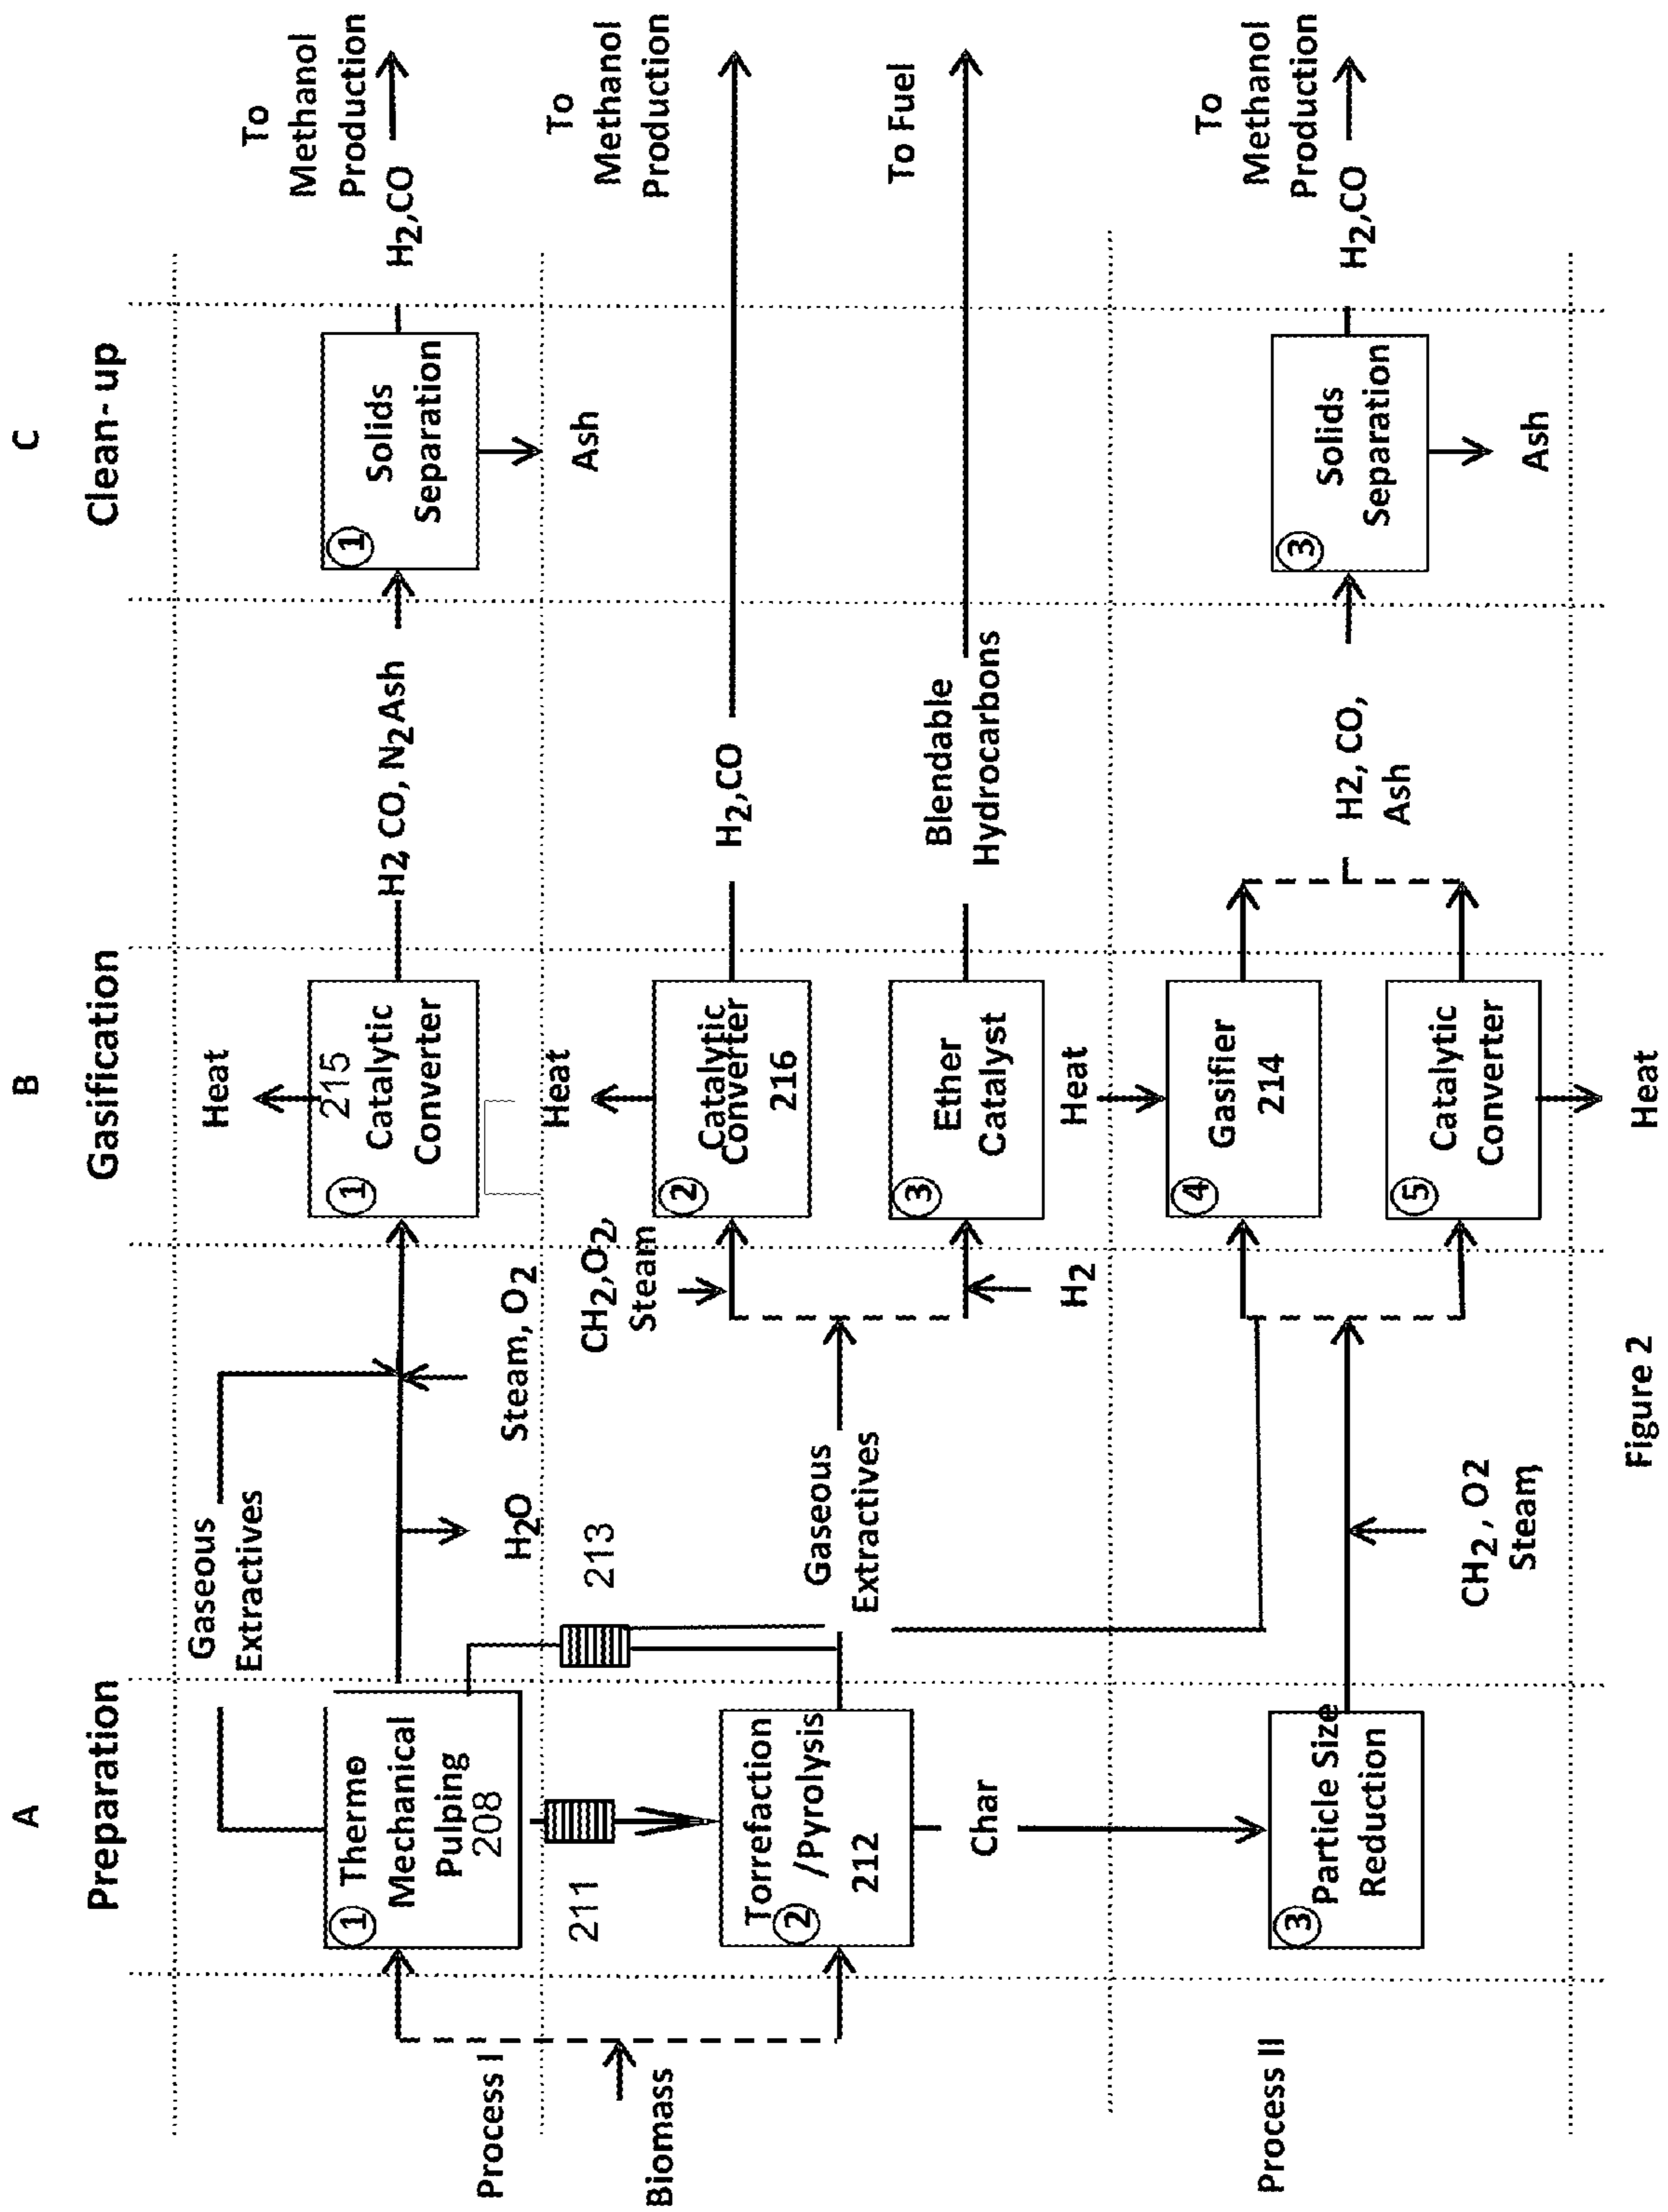 A
B
C
Preparation
Gasification
Clean-up
Process I
Biomass
Process II
Gaseous
Extractives
1
Thermo
Mechanical
Pulping
208
H2O
Steam, O2
Heat
215
1
Catalytic
Converter
H2, CO, N2 Ash
1
Solids
Separation
Ash
H2,CO
To
Methanol
Production
211
213
2
Torrefaction
/Pyrolysis
212
Gaseous
Extractives
CH2,O2,
Steam
Heat
2
Catalytic
Converter
216
H2,CO
To
Methanol
Production
H2
3
Ether
Catalyst
Blendable
Hydrocarbons
To Fuel
Char
3
Particle Size
Reduction
CH2, O2
Steam,
Heat
4
Gasifier
214
5
Catalytic
Converter
Heat
H2, CO,
Ash
3
Solids
Separation
Ash
H2,CO
To
Methanol
Production
Figure 2